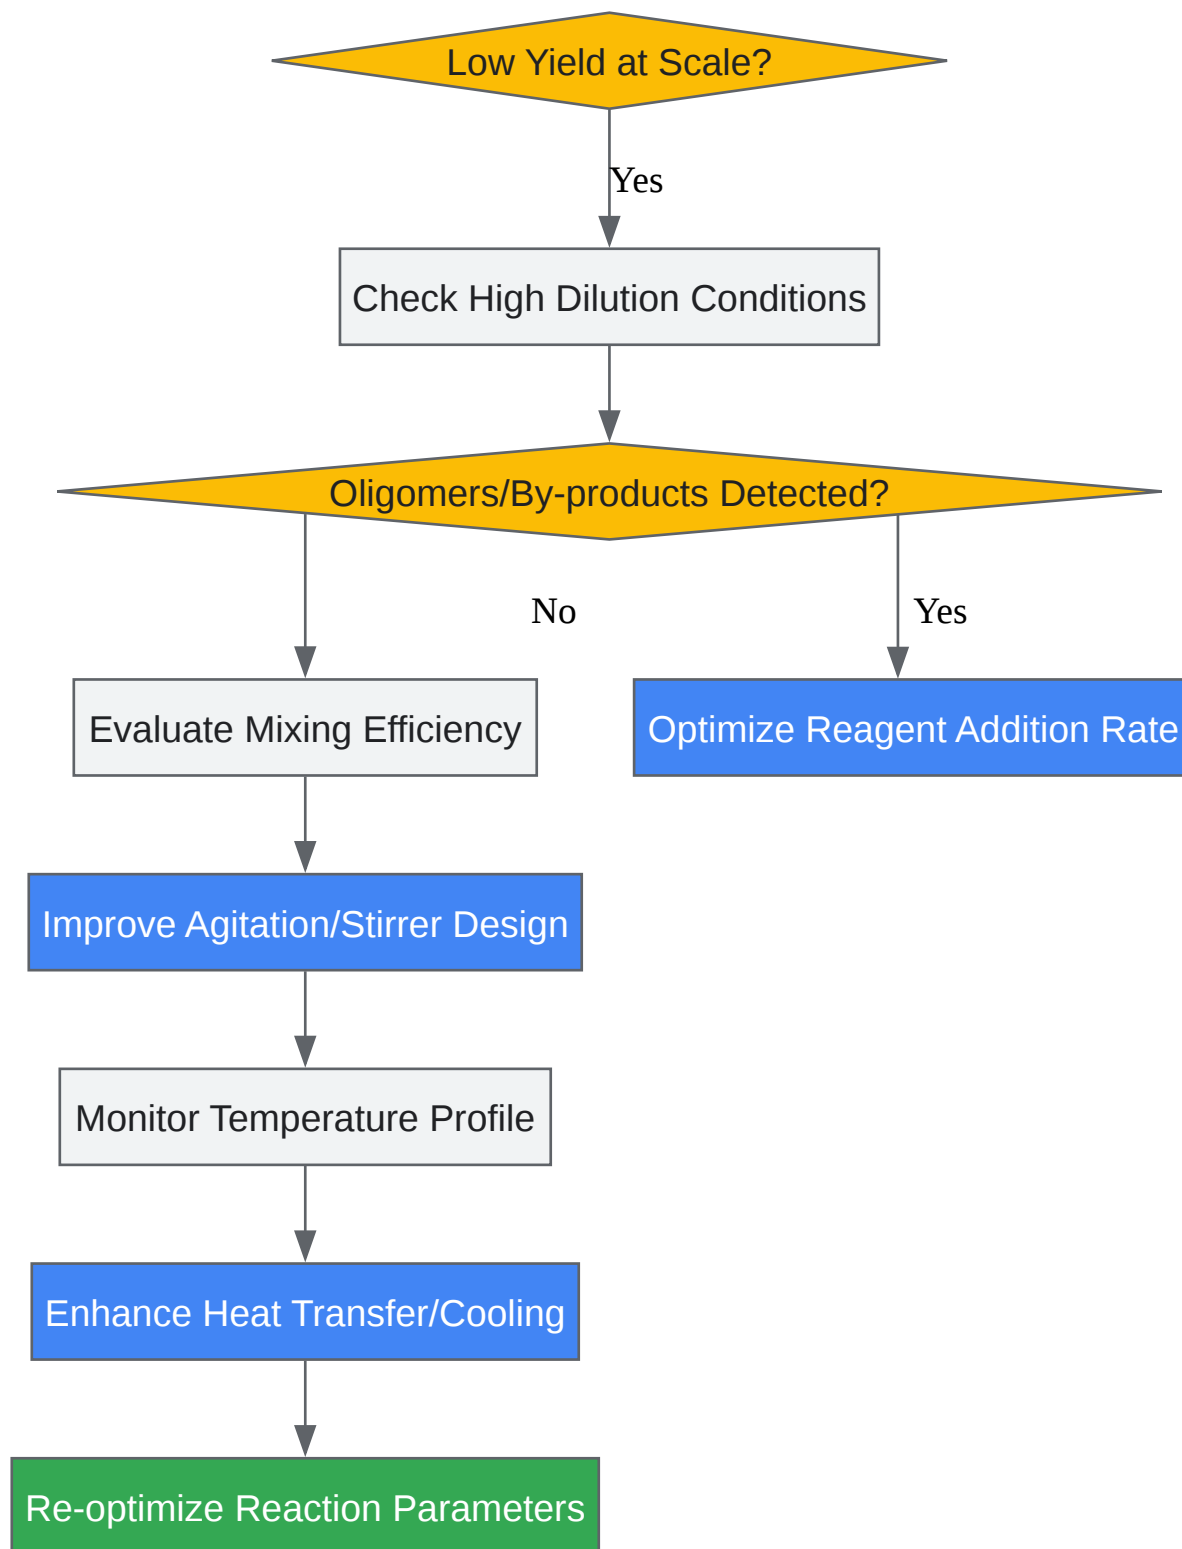 Low Yield at Scale?
Yes
Check High Dilution Conditions
Oligomers/By-products Detected?
No
Yes
Evaluate Mixing Efficiency
Optimize Reagent Addition Rate
Improve Agitation/Stirrer Design
Monitor Temperature Profile
Enhance Heat Transfer/Cooling
Re-optimize Reaction Parameters